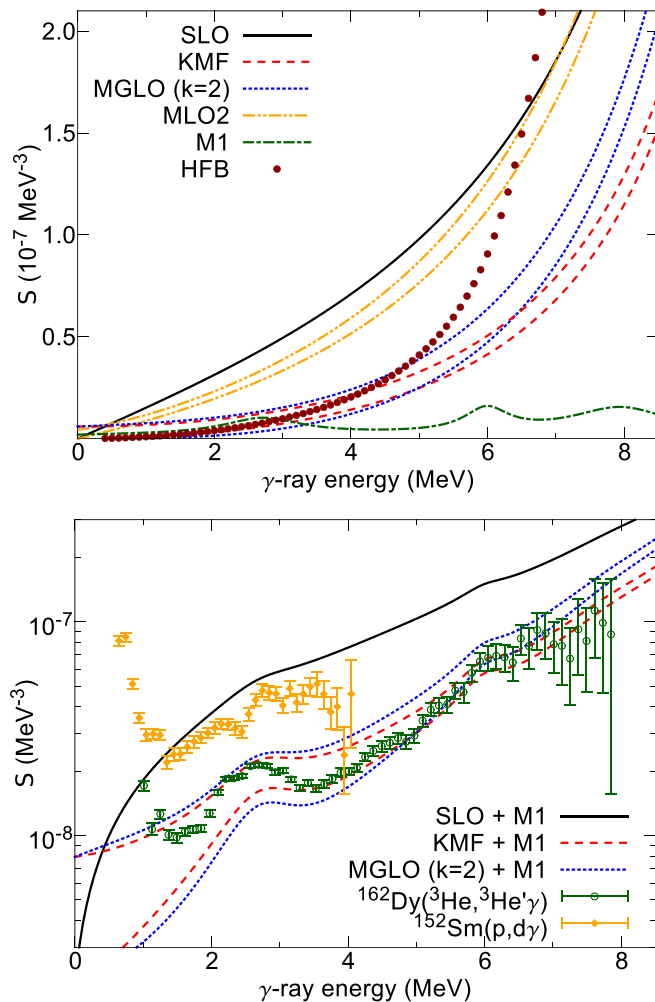 2.0
1.5
1.0
0.5
S (10⁻⁷ MeV⁻³)
SLO
KMF
MGLO (k=2)
MLO2
M1
HFB
0 2 4 6 8
γ-ray energy (MeV)
10⁻⁷
10⁻⁸
S (MeV⁻³)
SLO + M1
KMF + M1
MGLO (k=2) + M1
¹⁶²Dy(³He,³He'γ)
¹⁵²Sm(p,dγ)
0 2 4 6 8
γ-ray energy (MeV)